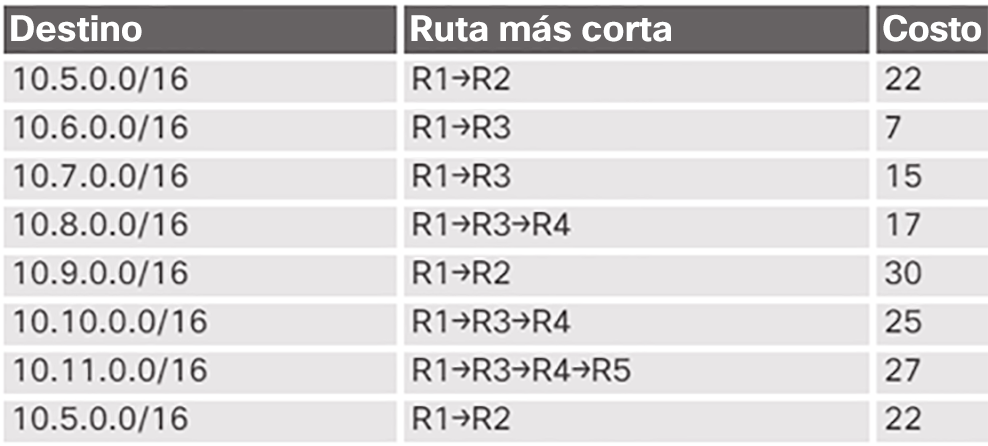 Destino Ruta más corta Costo
10.5.0.0/16 R1→R2 22
10.6.0.0/16 R1→R3 7
10.7.0.0/16 R1→R3 15
10.8.0.0/16 R1→R3→R4 17
10.9.0.0/16 R1→R2 30
10.10.0.0/16 R1→R3→R4 25
10.11.0.0/16 R1→R3→R4→R5 27
10.5.0.0/16 R1→R2 22